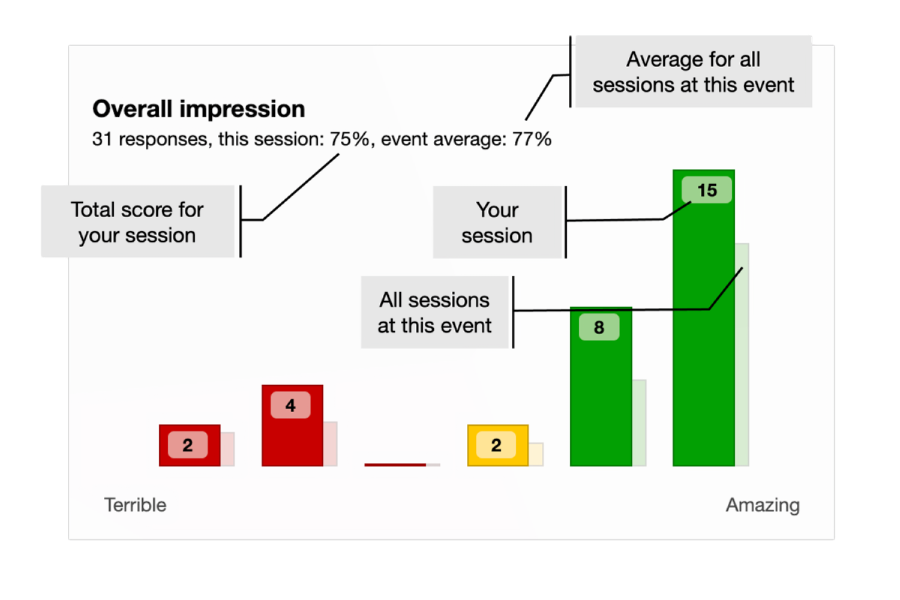 Average for all
sessions at this event
Overall impression
31 responses, this session: 75%, event average: 77%
Total score for
your session
Your
session
15
All sessions
at this event
8
4
2
2
Terrible
Amazing